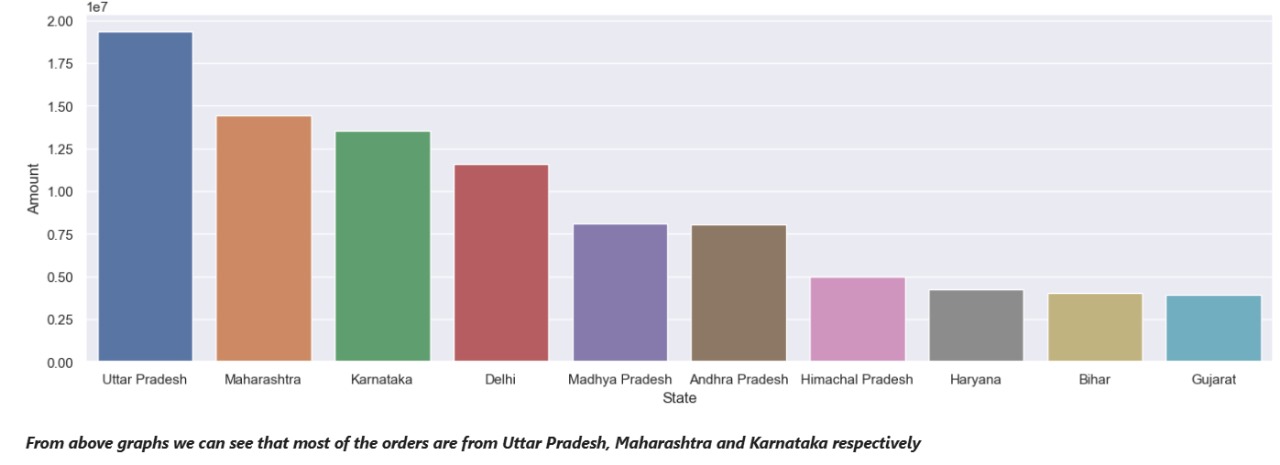 1e7
2.00
1.75
1.50
1.25
1.00
0.75
0.50
0.25
0.00
Amount
Uttar Pradesh Maharashtra Karnataka Delhi Madhya Pradesh Andhra Pradesh Himachal Pradesh Haryana Bihar Gujarat
State
From above graphs we can see that most of the orders are from Uttar Pradesh, Maharashtra and Karnataka respectively